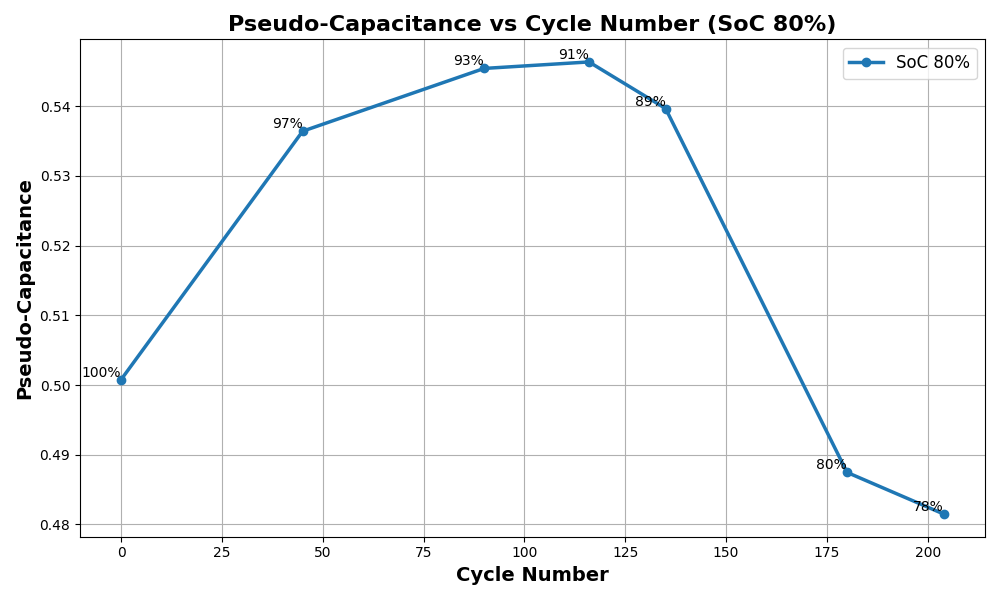 Pseudo-Capacitance vs Cycle Number (SoC 80%)
SoC 80%
93%
91%
89%
97%
100%
80%
78%
Pseudo-Capacitance
0.54
0.53
0.52
0.51
0.50
0.49
0.48
0 25 50 75 100 125 150 175 200
Cycle Number